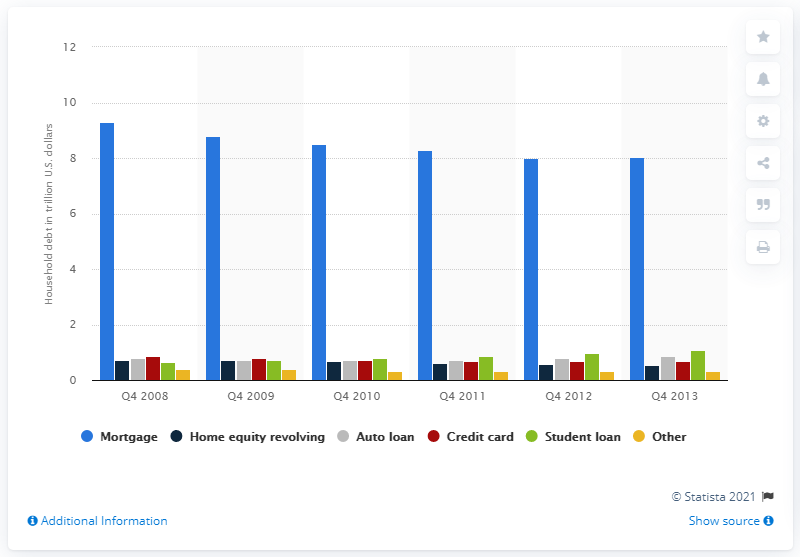 12
10
8
6
4
2
0
Household debt in trillion U.S. dollars
Q4 2008 Q4 2009 Q4 2010 Q4 2011 Q4 2012 Q4 2013
Mortgage Home equity revolving Auto loan Credit card Student loan Other
© Statista 2021
Additional Information Show source